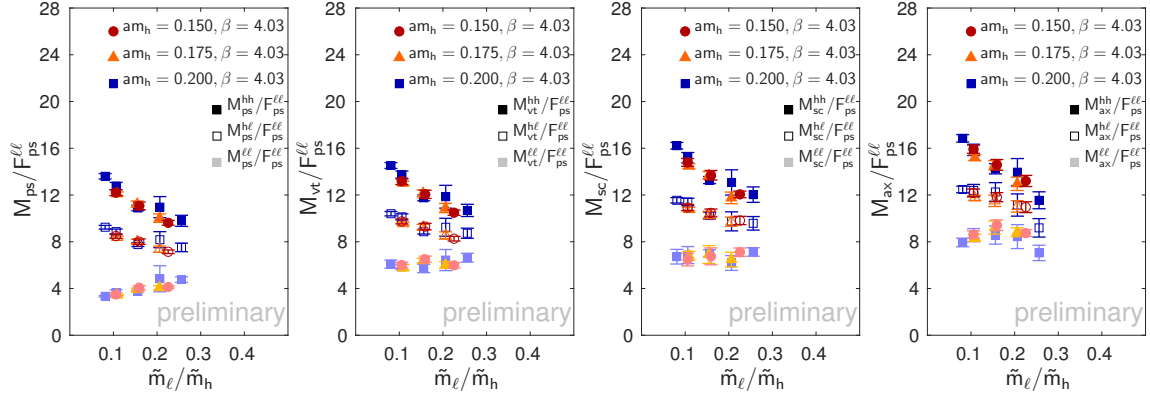 28
24
20
16
12
8
4
0
M_ps/F_ps^ℓℓ
am_h = 0.150, β = 4.03
am_h = 0.175, β = 4.03
am_h = 0.200, β = 4.03
M_ps^hh/F_ps^ℓℓ
M_ps^hℓ/F_ps^ℓℓ
M_ps^ℓℓ/F_ps^ℓℓ
preliminary
0.1 0.2 0.3 0.4
m̃_ℓ/m̃_h
28
24
20
16
12
8
4
0
M_vt/F_ps^ℓℓ
am_h = 0.150, β = 4.03
am_h = 0.175, β = 4.03
am_h = 0.200, β = 4.03
M_vt^hh/F_ps^ℓℓ
M_vt^hℓ/F_ps^ℓℓ
M_vt^ℓℓ/F_ps^ℓℓ
preliminary
0.1 0.2 0.3 0.4
m̃_ℓ/m̃_h
28
24
20
16
12
8
4
0
M_sc/F_ps^ℓℓ
am_h = 0.150, β = 4.03
am_h = 0.175, β = 4.03
am_h = 0.200, β = 4.03
M_sc^hh/F_ps^ℓℓ
M_sc^hℓ/F_ps^ℓℓ
M_sc^ℓℓ/F_ps^ℓℓ
preliminary
0.1 0.2 0.3 0.4
m̃_ℓ/m̃_h
28
24
20
16
12
8
4
0
M_ax/F_ps^ℓℓ
am_h = 0.150, β = 4.03
am_h = 0.175, β = 4.03
am_h = 0.200, β = 4.03
M_ax^hh/F_ps^ℓℓ
M_ax^hℓ/F_ps^ℓℓ
M_ax^ℓℓ/F_ps^ℓℓ
preliminary
0.1 0.2 0.3 0.4
m̃_ℓ/m̃_h